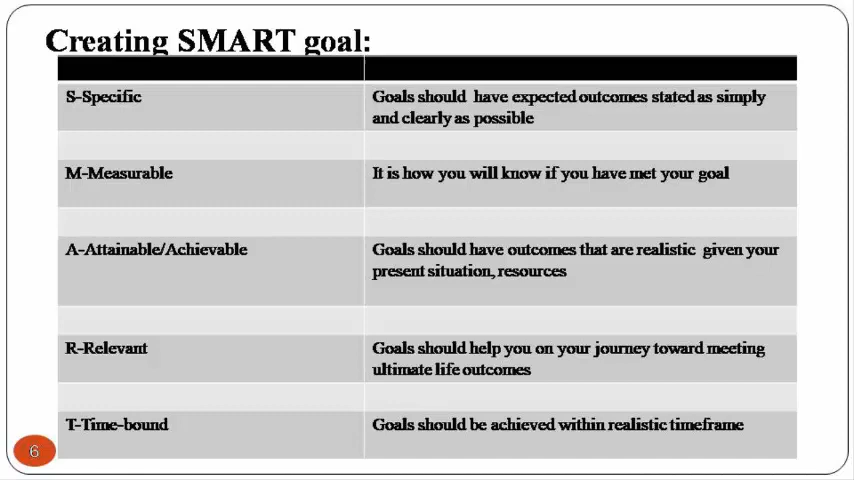 Creating SMART goal:
S-Specific
Goals should have expected outcomes stated as simply
and clearly as possible
M-Measurable
It is how you will know if you have met your goal
A-Attainable/Achievable
Goals should have outcomes that are realistic given your
present situation, resources
R-Relevant
Goals should help you on your journey toward meeting
ultimate life outcomes
T-Time-bound
Goals should be achieved within realistic timeframe
6